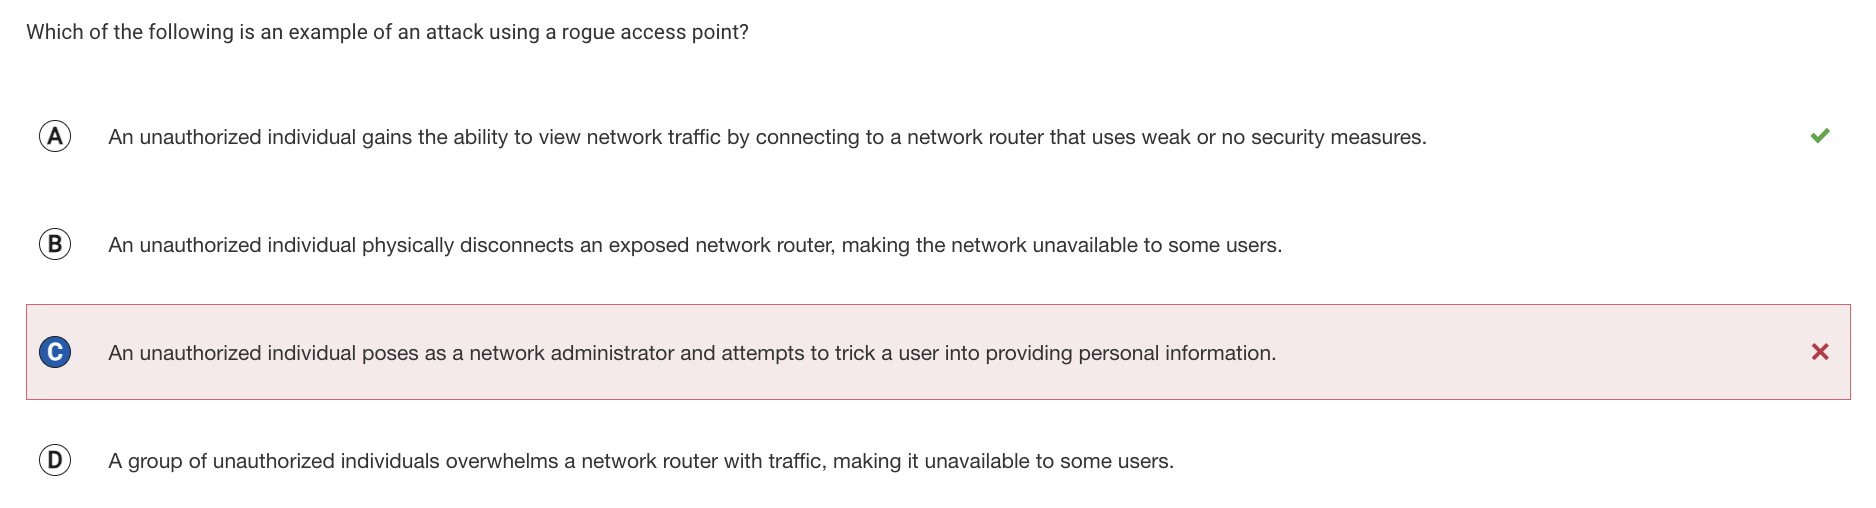 Which of the following is an example of an attack using a rogue access point?
A An unauthorized individual gains the ability to view network traffic by connecting to a network router that uses weak or no security measures.
B An unauthorized individual physically disconnects an exposed network router, making the network unavailable to some users.
C An unauthorized individual poses as a network administrator and attempts to trick a user into providing personal information.
D A group of unauthorized individuals overwhelms a network router with traffic, making it unavailable to some users.